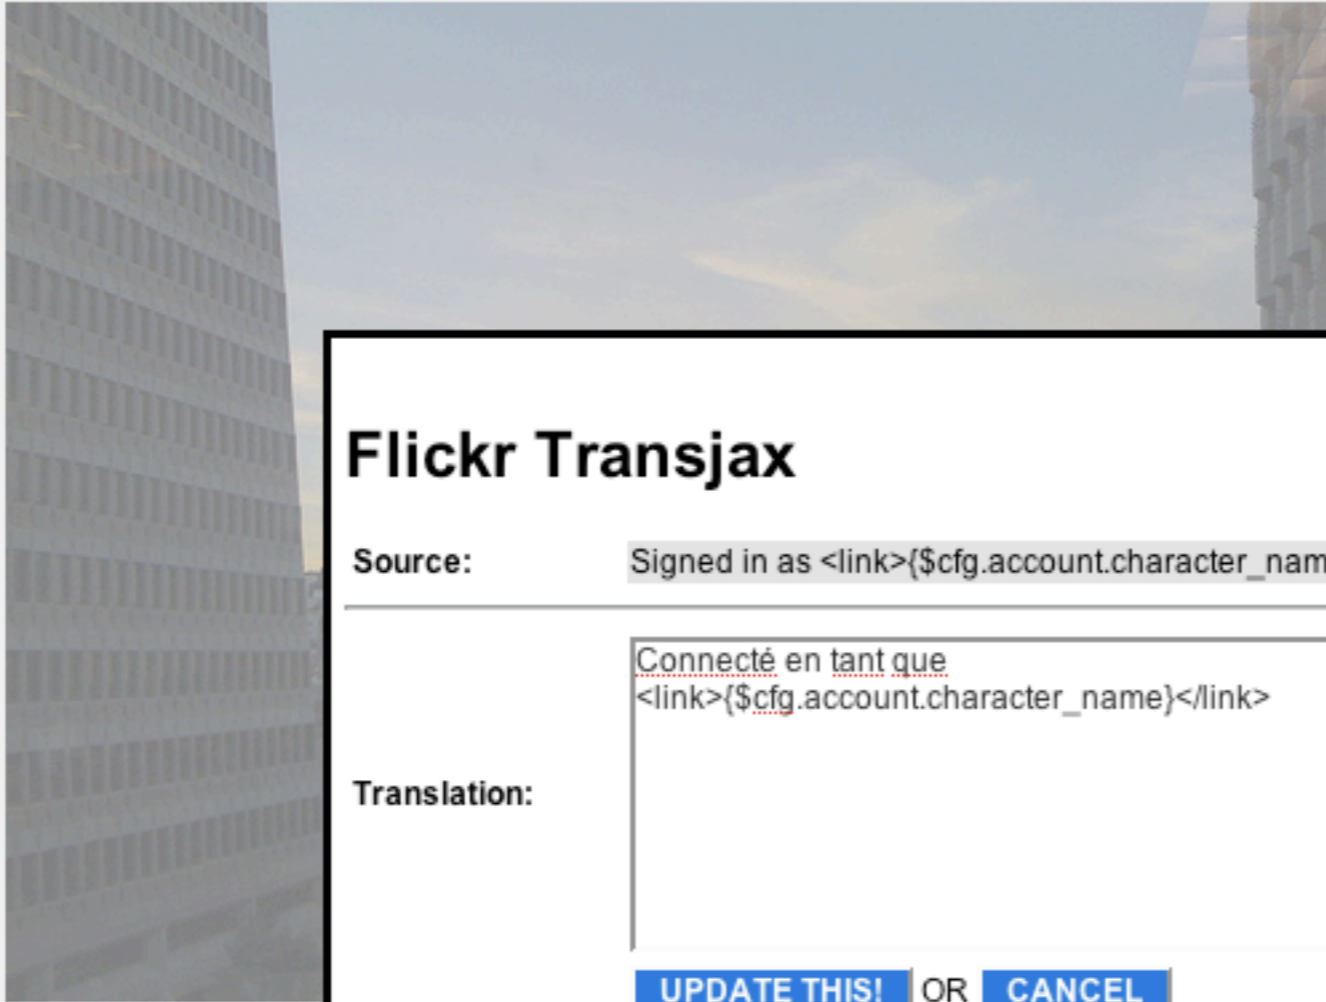 Flickr Transjax
Source: Signed in as <link>{$cfg.account.character_nam
Connecté en tant que
<link>{$cfg.account.character_name}</link>
Translation:
UPDATE THIS! OR CANCEL